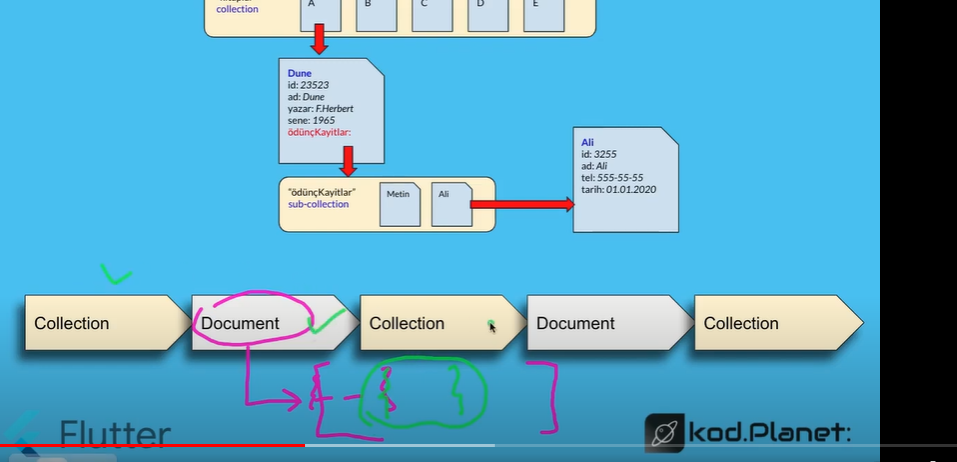 collection
A
B
C
D
E
Dune
id: 23523
ad: Dune
yazar: F.Herbert
sene: 1965
ödünçKayitlar:
"ödünçKayitlar"
sub-collection
Metin
Ali
Ali
id: 3255
ad: Ali
tel: 555-55-55
tarih: 01.01.2020
Collection
Document
Collection
Document
Collection
Flutter
kod.Planet: